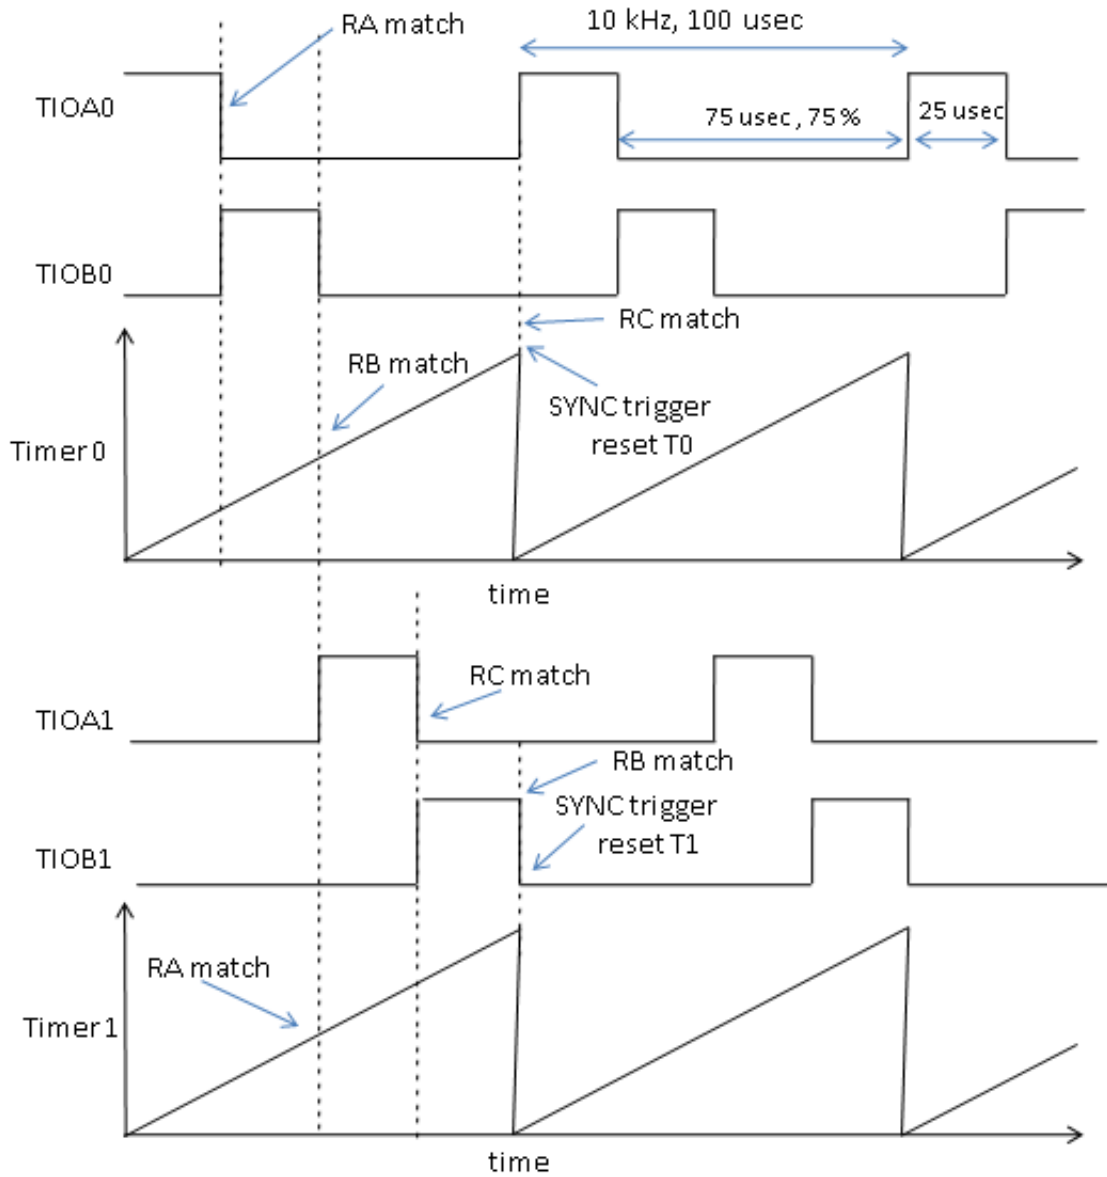 RA match
10 kHz, 100 usec
TIOA0
75 usec , 75 %
25 usec
TIOB0
RC match
RB match
SYNC trigger
reset T0
Timer 0
time
RC match
TIOA1
RB match
SYNC trigger
reset T1
TIOB1
RA match
Timer 1
time